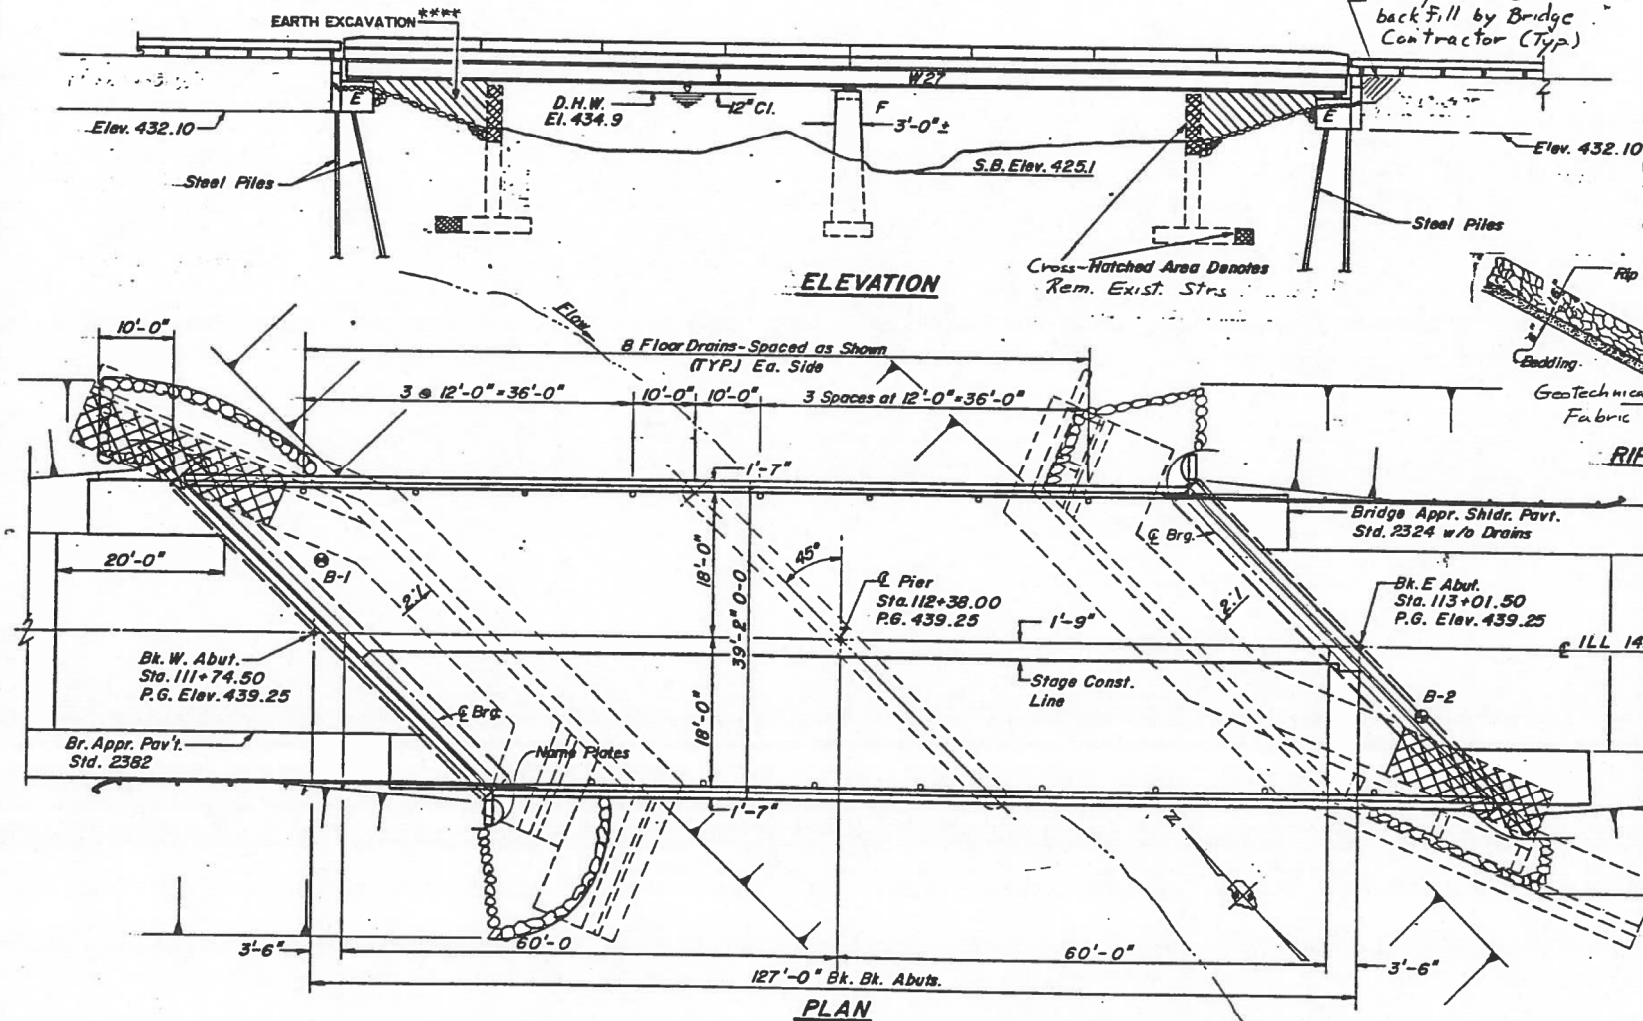 EARTH EXCAVATION ****
backfill by Bridge
Contractor (Typ.)
W27
E
D.H.W.
El. 434.9
12" Cl.
F
3'-0"±
E
Elev. 432.10
Elev. 432.10
S.B. Elev. 425.1
Steel Piles
Steel Piles
Cross-Hatched Area Denotes
Rem. Exist. Strs
ELEVATION
Rip
Bedding
Geotechnica
Fabric
RIP
Flow
10'-0"
8 Floor Drains-Spaced as Shown
(TYP.) Ea. Side
3 @ 12'-0"=36'-0"
10'-0"
10'-0"
3 Spaces at 12'-0"=36'-0"
1'-7"
Bridge Appr. Shldr. Pavt.
Std. 2324 w/o Drains
℄ Brg.
20'-0"
B-1
2:1
18'-0"
45°
℄ Pier
Sta. 112+38.00
P.G. 439.25
2:1
Bk. E Abut.
Sta. 113+01.50
P.G. Elev. 439.25
39'-2" O-O
1'-9"
℄ ILL 14
Bk. W. Abut.
Sta. 111+74.50
P.G. Elev. 439.25
Stage Const.
Line
B-2
℄ Brg.
18'-0"
Br. Appr. Pav't.
Std. 2382
Name Plates
1'-7"
N
3'-6"
60'-0
60'-0"
3'-6"
127'-0" Bk. Bk. Abuts.
PLAN